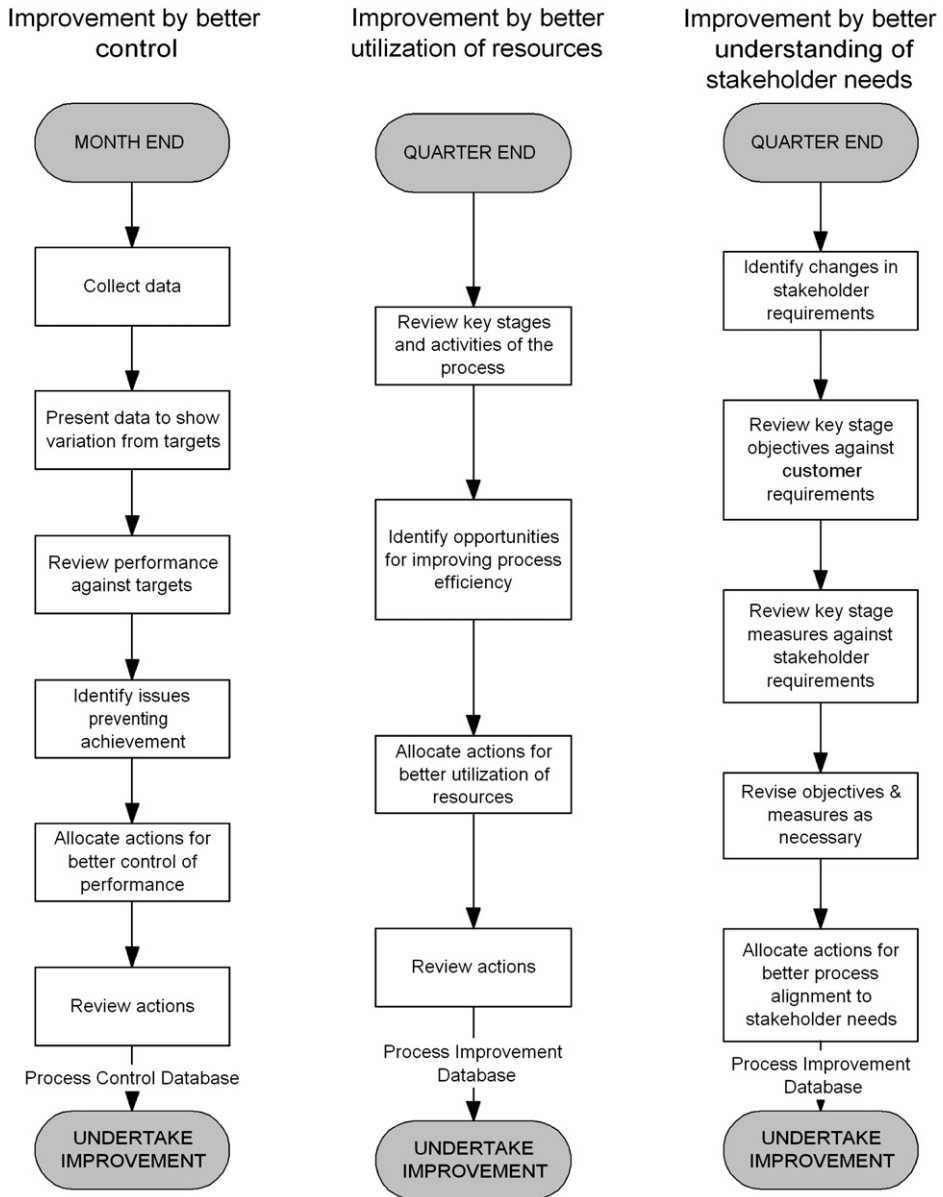 Improvement by better
control
MONTH END
Collect data
Present data to show
variation from targets
Review performance
against targets
Identify issues
preventing
achievement
Allocate actions for
better control of
performance
Review actions
Process Control Database
UNDERTAKE
IMPROVEMENT
Improvement by better
utilization of resources
QUARTER END
Review key stages
and activities of the
process
Identify opportunities
for improving process
efficiency
Allocate actions for
better utilization of
resources
Review actions
Process Improvement
Database
UNDERTAKE
IMPROVEMENT
Improvement by better
understanding of
stakeholder needs
QUARTER END
Identify changes in
stakeholder
requirements
Review key stage
objectives against
customer
requirements
Review key stage
measures against
stakeholder
requirements
Revise objectives &
measures as
necessary
Allocate actions for
better process
alignment to
stakeholder needs
Process Improvement
Database
UNDERTAKE
IMPROVEMENT